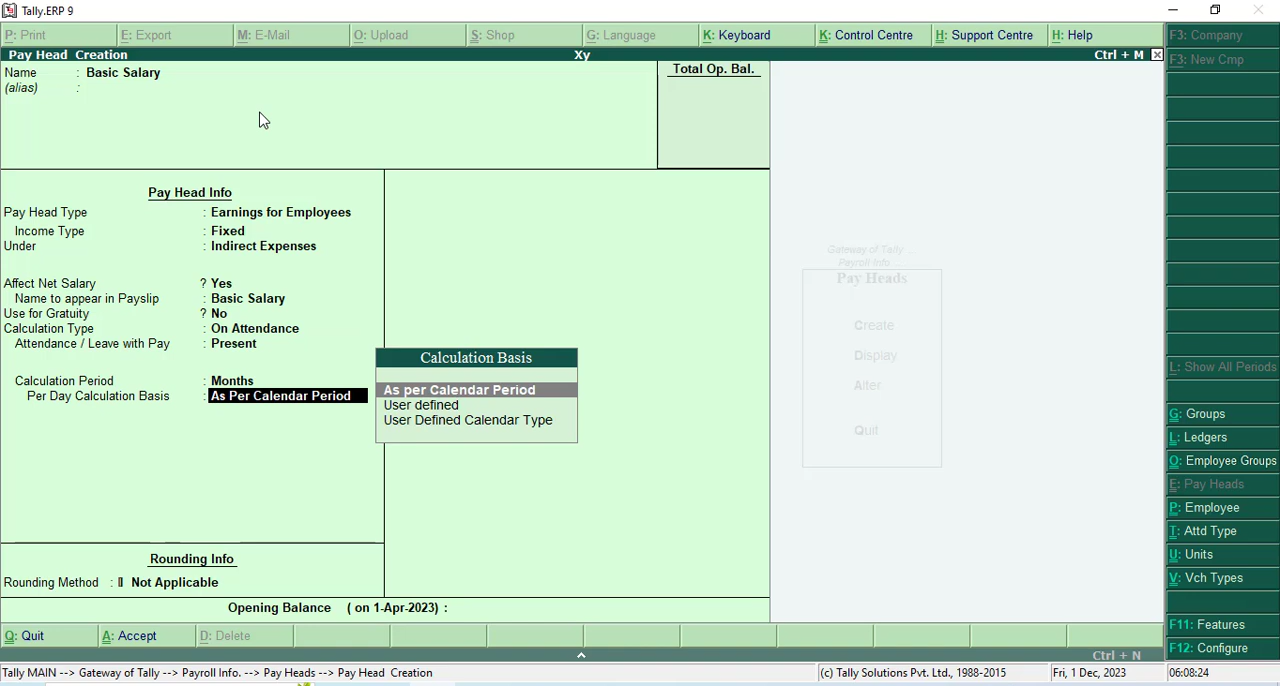 Tally.ERP 9
P: Print E: Export M: E-Mail O: Upload S: Shop G: Language K: Keyboard K: Control Centre H: Support Centre H: Help F3: Company
Pay Head Creation Xy Ctrl + M
F3: New Cmp
Name : Basic Salary
(alias) :
Total Op. Bal.
Pay Head Info
Pay Head Type : Earnings for Employees
Income Type : Fixed
Under : Indirect Expenses
Affect Net Salary ? Yes
Name to appear in Payslip : Basic Salary
Use for Gratuity ? No
Calculation Type : On Attendance
Attendance / Leave with Pay : Present
Calculation Period : Months
Per Day Calculation Basis : As Per Calendar Period
Calculation Basis
As per Calendar Period
User defined
User Defined Calendar Type
Gateway of Tally
Payroll Info.
Pay Heads
Create
Display
Alter
Quit
L: Show All Periods
G: Groups
L: Ledgers
O: Employee Groups
E: Pay Heads
P: Employee
T: Attd Type
U: Units
V: Vch Types
F11: Features
F12: Configure
Rounding Info
Rounding Method : Not Applicable
Opening Balance ( on 1-Apr-2023) :
Q: Quit A: Accept D: Delete
Ctrl + N
Tally MAIN --> Gateway of Tally --> Payroll Info. --> Pay Heads --> Pay Head Creation (c) Tally Solutions Pvt. Ltd., 1988-2015 Fri, 1 Dec, 2023 06:08:24